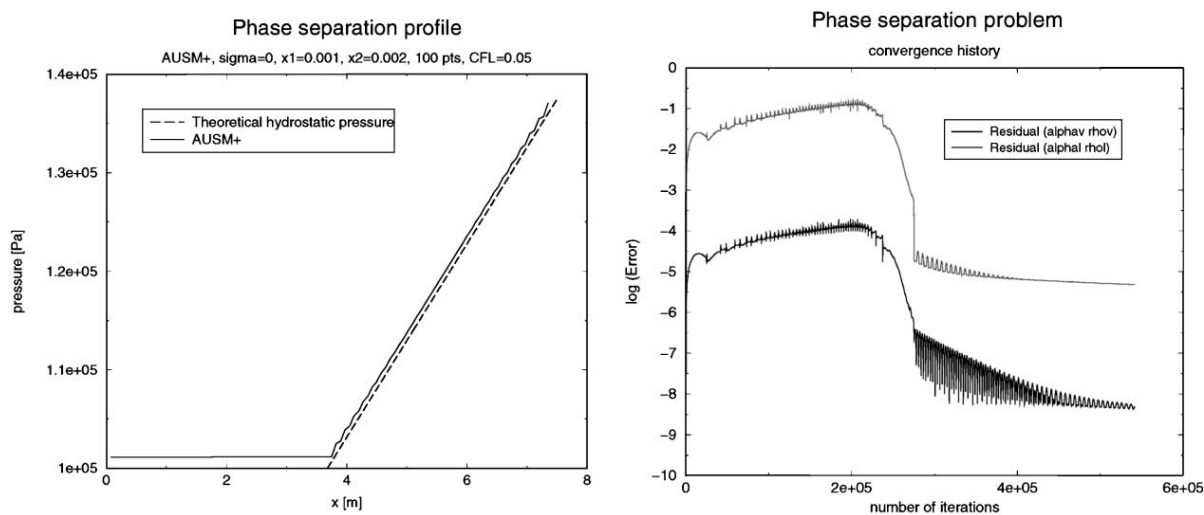 Phase separation profile
AUSM+, sigma=0, x1=0.001, x2=0.002, 100 pts, CFL=0.05
1.4e+05
1.3e+05
1.2e+05
1.1e+05
1e+05
pressure [Pa]
Theoretical hydrostatic pressure
AUSM+
0
2
4
6
8
x [m]
Phase separation problem
convergence history
0
-1
-2
-3
-4
-5
-6
-7
-8
-9
-10
log (Error)
Residual (alphav rhov)
Residual (alphal rhol)
0
2e+05
4e+05
6e+05
number of iterations